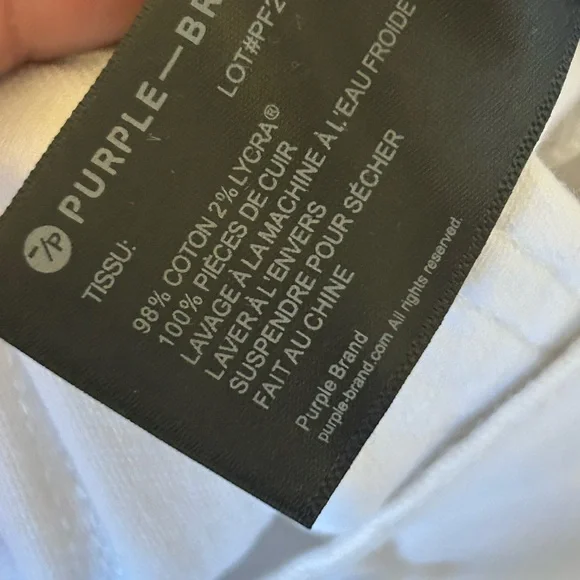 ~/P PURPLE—BR
LOT#PF2
TISSU:
98% COTON 2% LYCRA®
100% PIÈCES DE CUIR
LAVAGE À LA MACHINE À L'EAU FROIDE
LAVER À L'ENVERS
SUSPENDRE POUR SÉCHER
FAIT AU CHINE
Purple Brand
purple-brand.com All rights reserved.